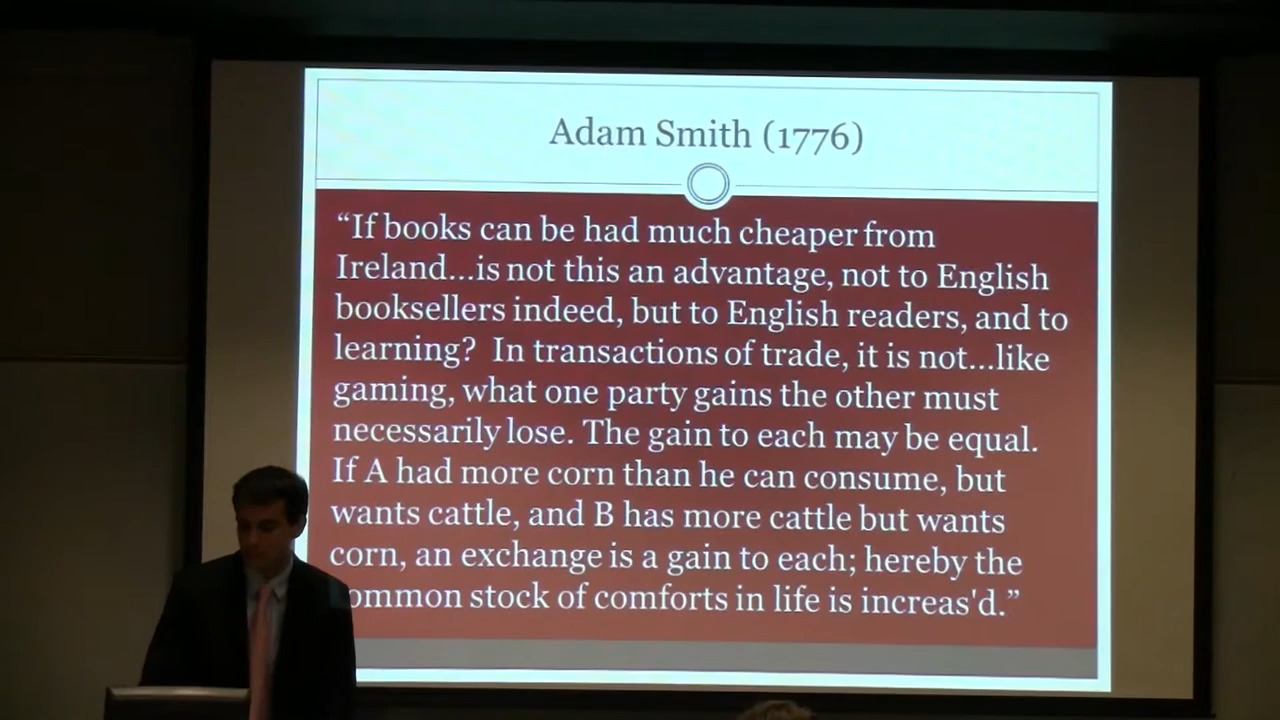 Adam Smith (1776)
“If books can be had much cheaper from
Ireland...is not this an advantage, not to English
booksellers indeed, but to English readers, and to
learning? In transactions of trade, it is not...like
gaming, what one party gains the other must
necessarily lose. The gain to each may be equal.
If A had more corn than he can consume, but
wants cattle, and B has more cattle but wants
corn, an exchange is a gain to each; hereby the
ommon stock of comforts in life is increas'd.”